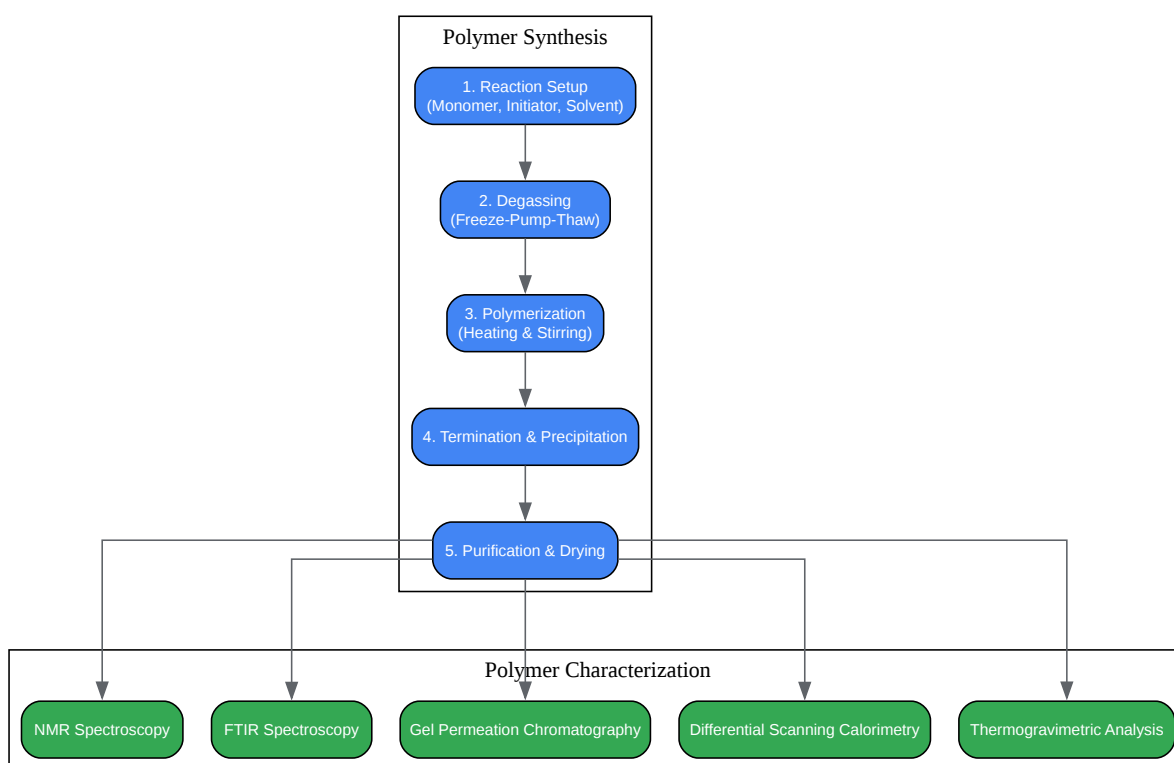 Polymer Synthesis
1. Reaction Setup
(Monomer, Initiator, Solvent)
2. Degassing
(Freeze-Pump-Thaw)
3. Polymerization
(Heating & Stirring)
4. Termination & Precipitation
5. Purification & Drying
Polymer Characterization
NMR Spectroscopy
FTIR Spectroscopy
Gel Permeation Chromatography
Differential Scanning Calorimetry
Thermogravimetric Analysis